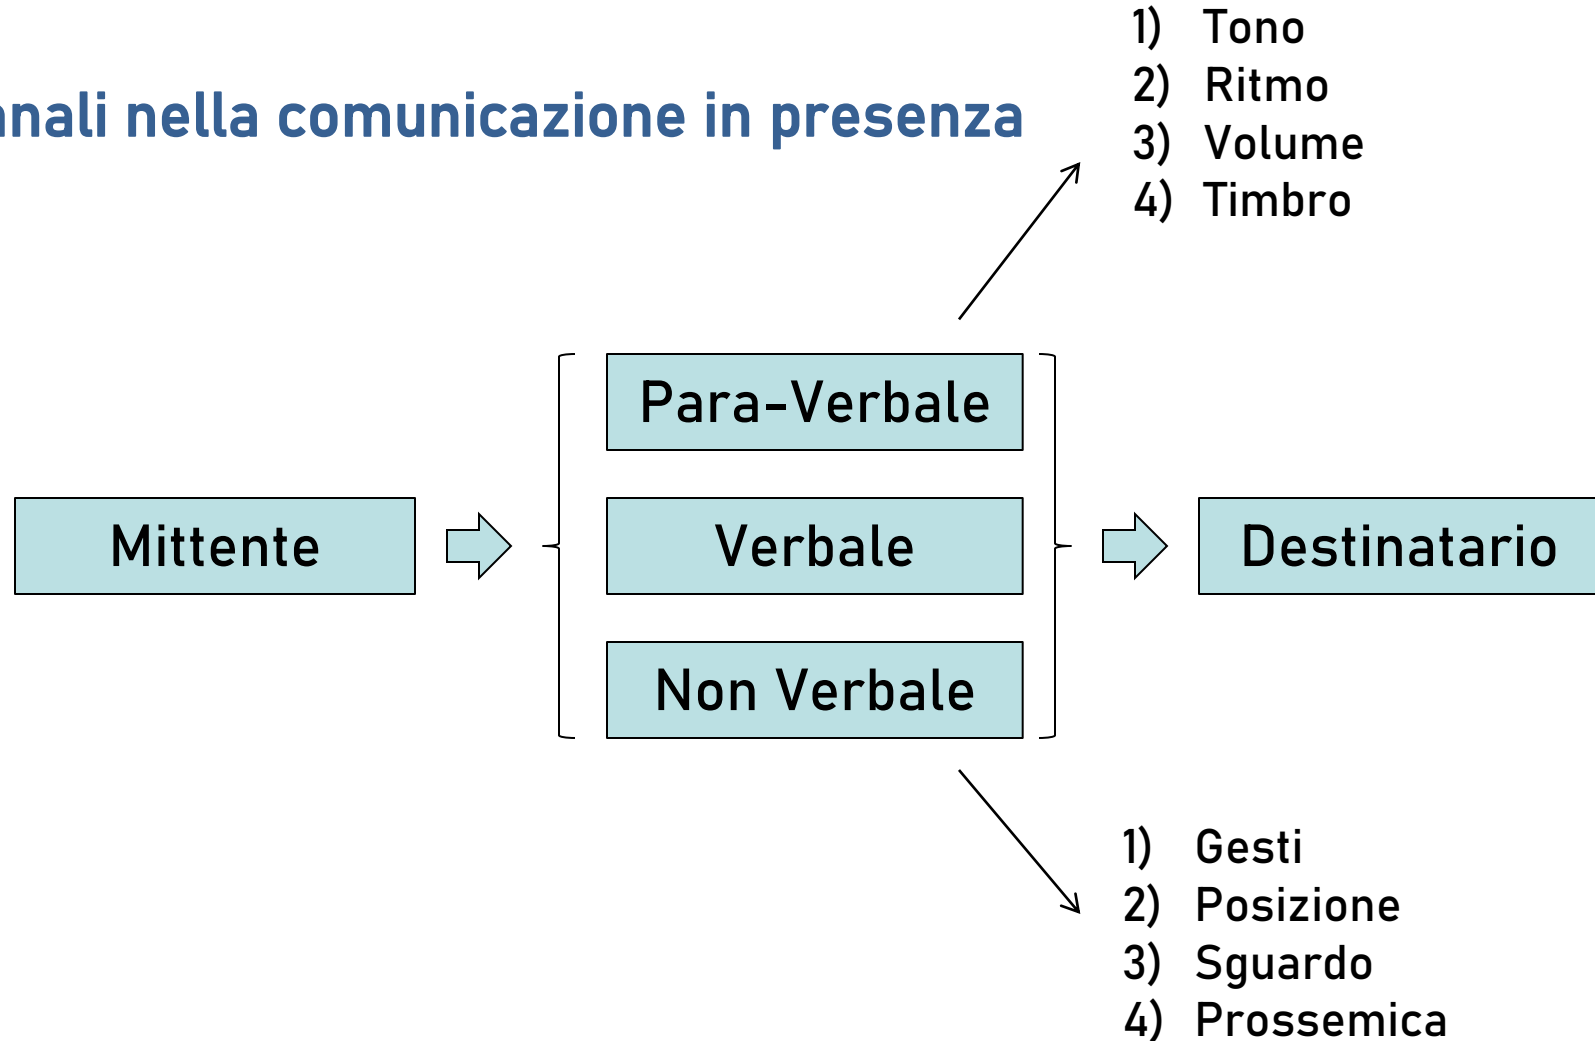 nali nella comunicazione in presenza
1) Tono
2) Ritmo
3) Volume
4) Timbro
Para-Verbale
Mittente
Verbale
Destinatario
Non Verbale
1) Gesti
2) Posizione
3) Sguardo
4) Prossemica